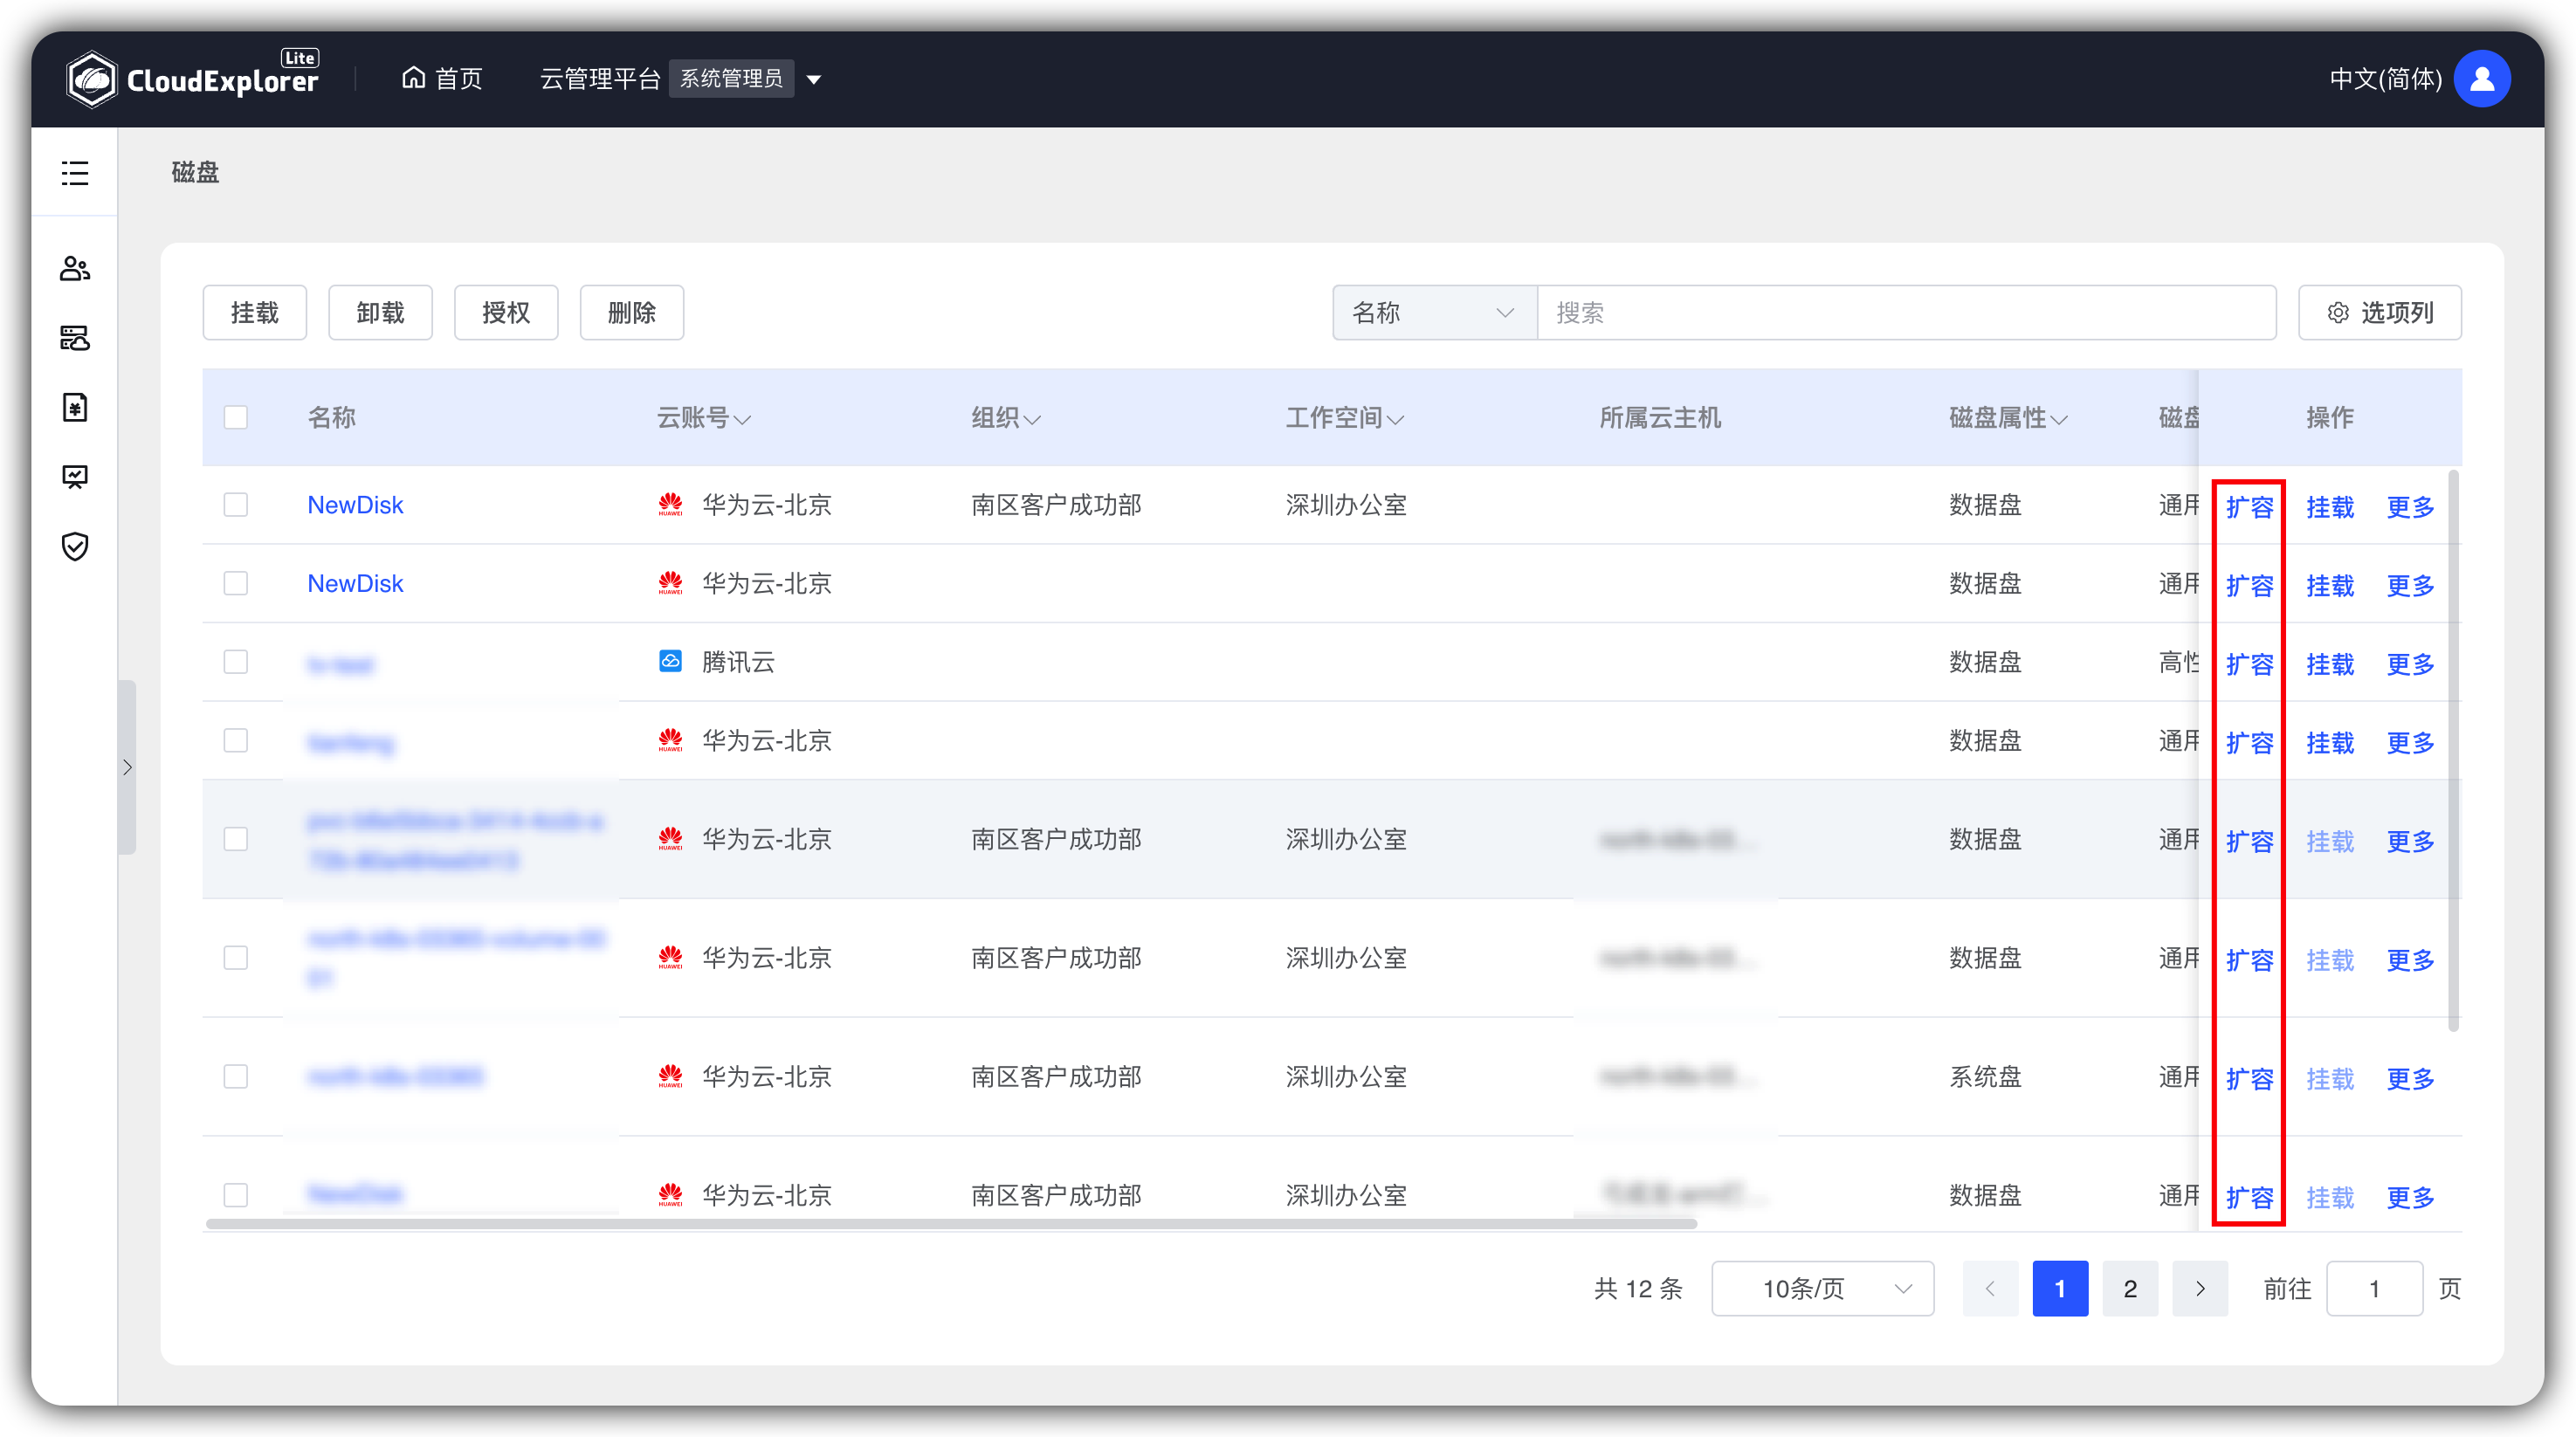 CloudExplorer Lite
首页 云管理平台 系统管理员 中文(简体)
磁盘
挂载 卸载 授权 删除 名称 搜索 选项列
名称 云账号 组织 工作空间 所属云主机 磁盘属性 磁盘 操作
NewDisk HUAWEI 华为云-北京 南区客户成功部 深圳办公室 数据盘 通用 扩容 挂载 更多
NewDisk HUAWEI 华为云-北京 数据盘 通用 扩容 挂载 更多
腾讯云 数据盘 高性 扩容 挂载 更多
HUAWEI 华为云-北京 数据盘 通用 扩容 挂载 更多
HUAWEI 华为云-北京 南区客户成功部 深圳办公室 数据盘 通用 扩容 挂载 更多
HUAWEI 华为云-北京 南区客户成功部 深圳办公室 数据盘 通用 扩容 挂载 更多
HUAWEI 华为云-北京 南区客户成功部 深圳办公室 系统盘 通用 扩容 挂载 更多
HUAWEI 华为云-北京 南区客户成功部 深圳办公室 数据盘 通用 扩容 挂载 更多
共 12 条 10条/页 1 2 前往 1 页